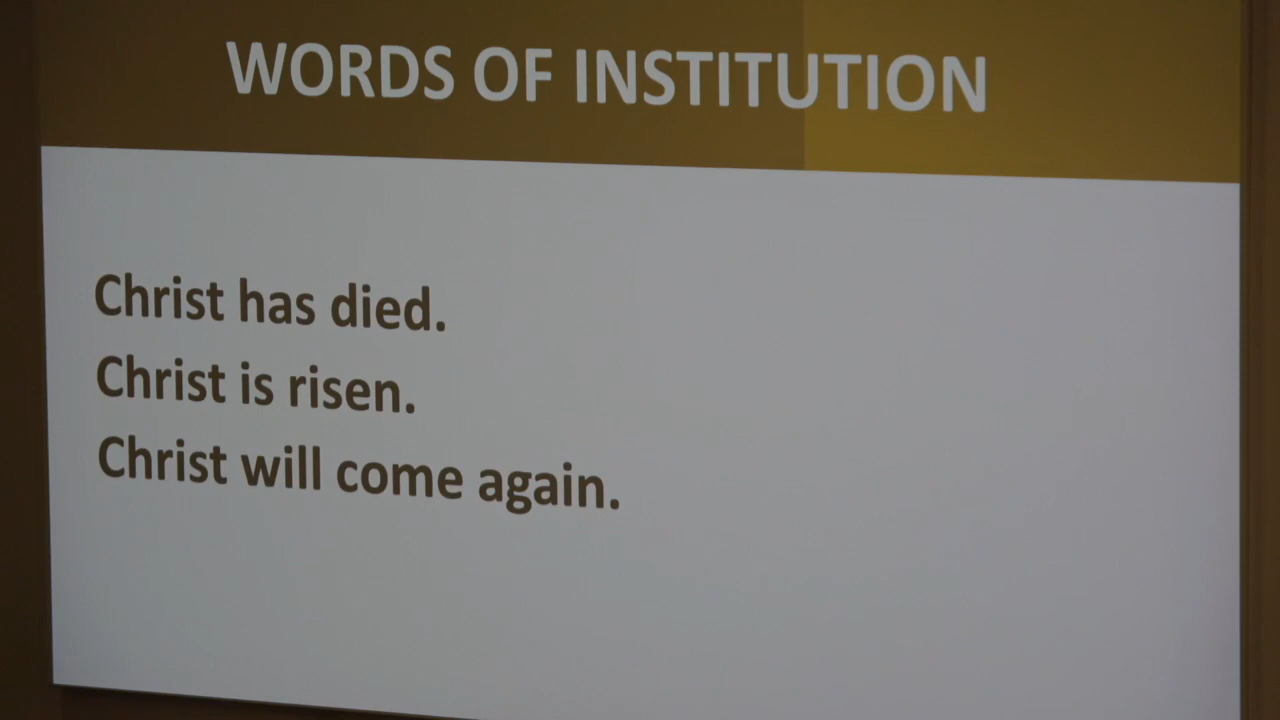 WORDS OF INSTITUTION
Christ has died.
Christ is risen.
Christ will come again.